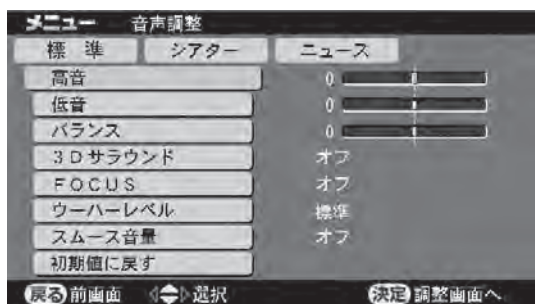 メニュー 音声調整
標準 シアター ニュース
高音 0
低音 0
バランス 0
3Dサラウンド オフ
FOCUS オフ
ウーハーレベル 標準
スムース音量 オフ
初期値に戻す
戻る 前画面 選択 決定 調整画面へ